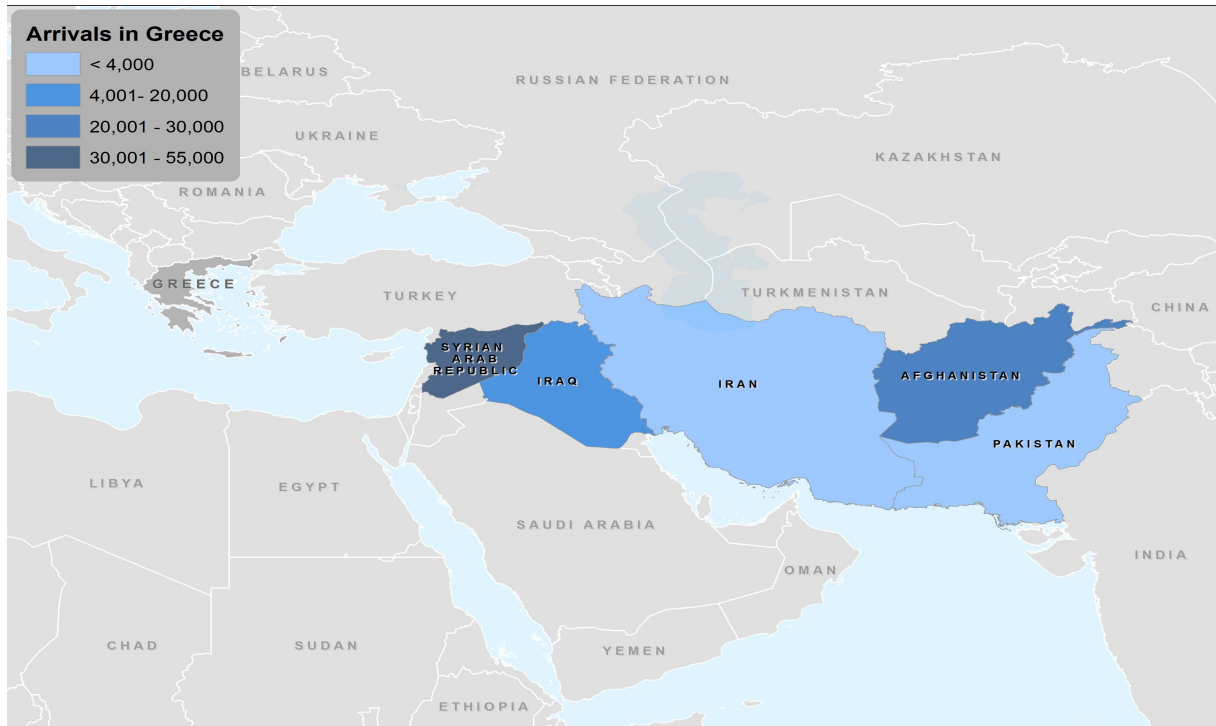 Arrivals in Greece
< 4,000
4,001- 20,000
20,001 - 30,000
30,001 - 55,000
BELARUS
RUSSIAN FEDERATION
UKRAINE
KAZAKHSTAN
ROMANIA
GREECE
TURKEY
TURKMENISTAN
CHINA
SYRIAN
ARAB
REPUBLIC
IRAQ
IRAN
AFGHANISTAN
PAKISTAN
LIBYA
EGYPT
SAUDI ARABIA
INDIA
OMAN
CHAD
SUDAN
YEMEN
ETHIOPIA